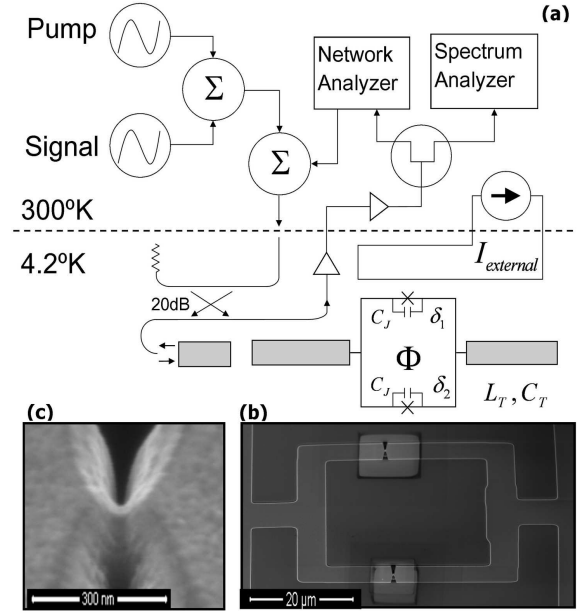 (a)
Pump
Σ
Network
Analyzer
Spectrum
Analyzer
Signal
Σ
300ºK
4.2ºK
I_external
20dB
C_J δ_1
Φ
C_J δ_2
L_T , C_T
(c)
(b)
300 nm
20 µm